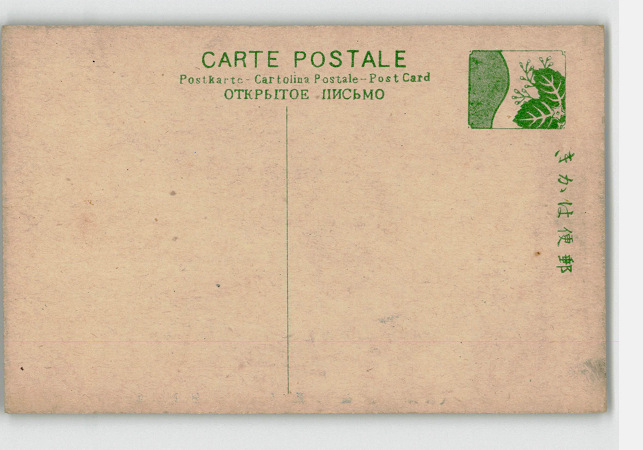 CARTE POSTALE
Postkarte - Cartolina Postale - Post Card
ОТКРЫТОЕ ПИСЬМО
郵便はかき